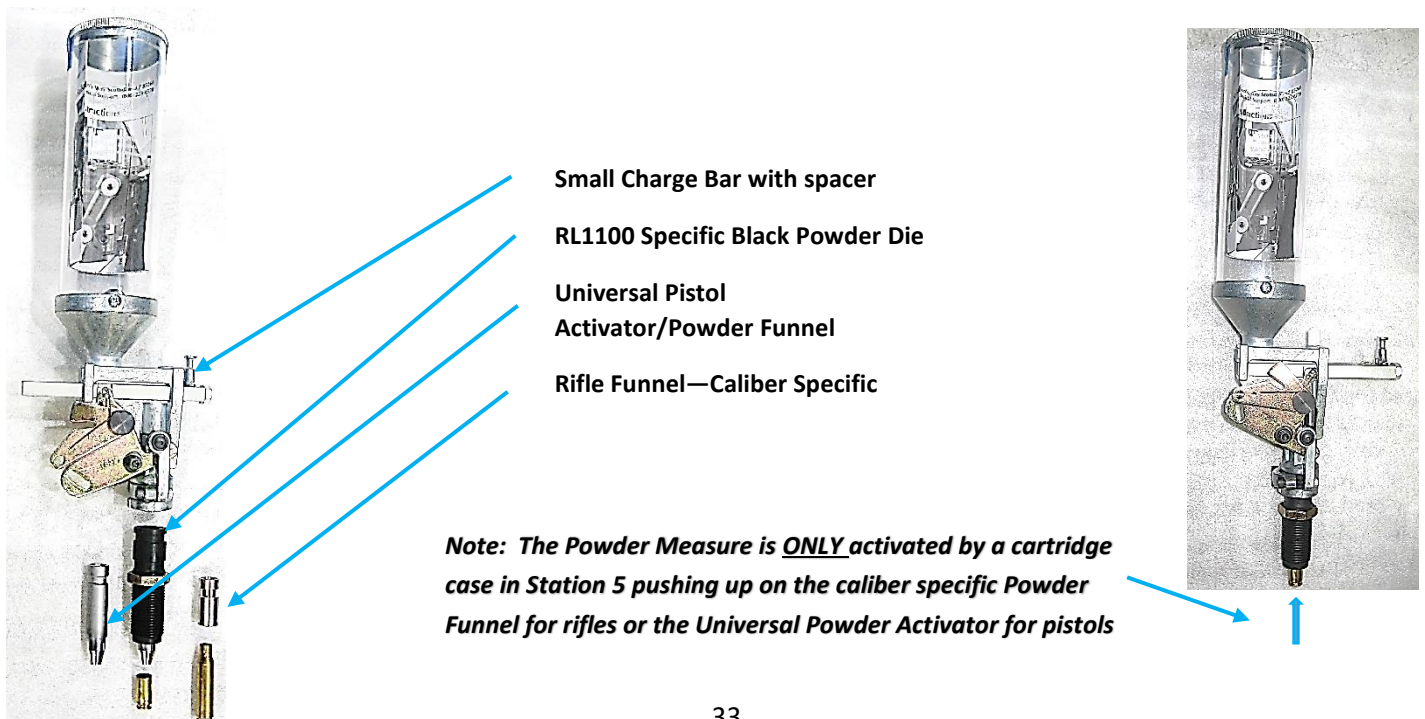 Small Charge Bar with spacer
RL1100 Specific Black Powder Die
Universal Pistol
Activator/Powder Funnel
Rifle Funnel—Caliber Specific
Note: The Powder Measure is ONLY activated by a cartridge
case in Station 5 pushing up on the caliber specific Powder
Funnel for rifles or the Universal Powder Activator for pistols
33